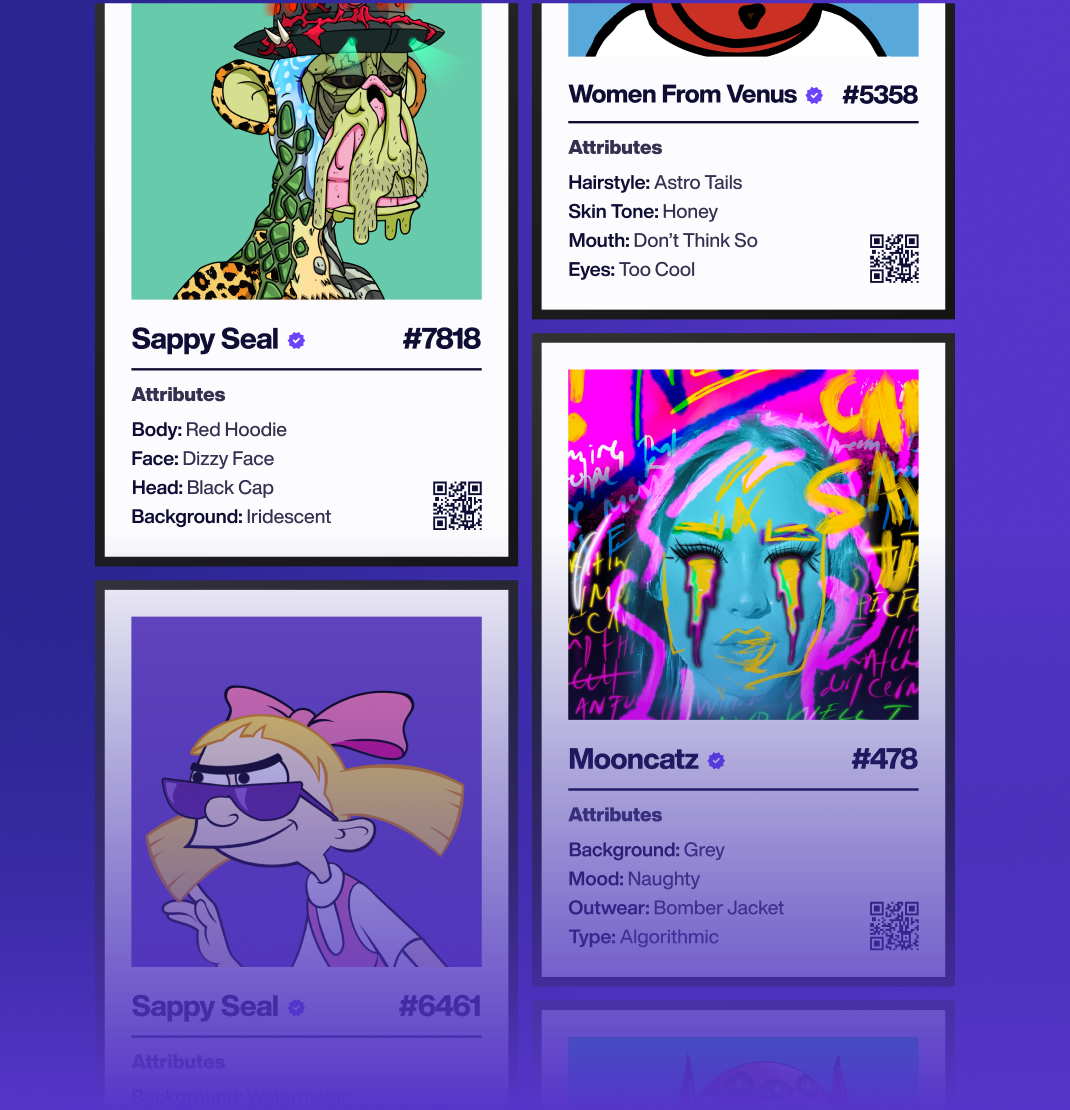 Women From Venus #5358
Attributes
Hairstyle: Astro Tails
Skin Tone: Honey
Mouth: Don’t Think So
Eyes: Too Cool
Sappy Seal #7818
Attributes
Body: Red Hoodie
Face: Dizzy Face
Head: Black Cap
Background: Iridescent
Mooncatz #478
Attributes
Background: Grey
Mood: Naughty
Outwear: Bomber Jacket
Type: Algorithmic
Sappy Seal #6461
Attributes
Background: Watermelon